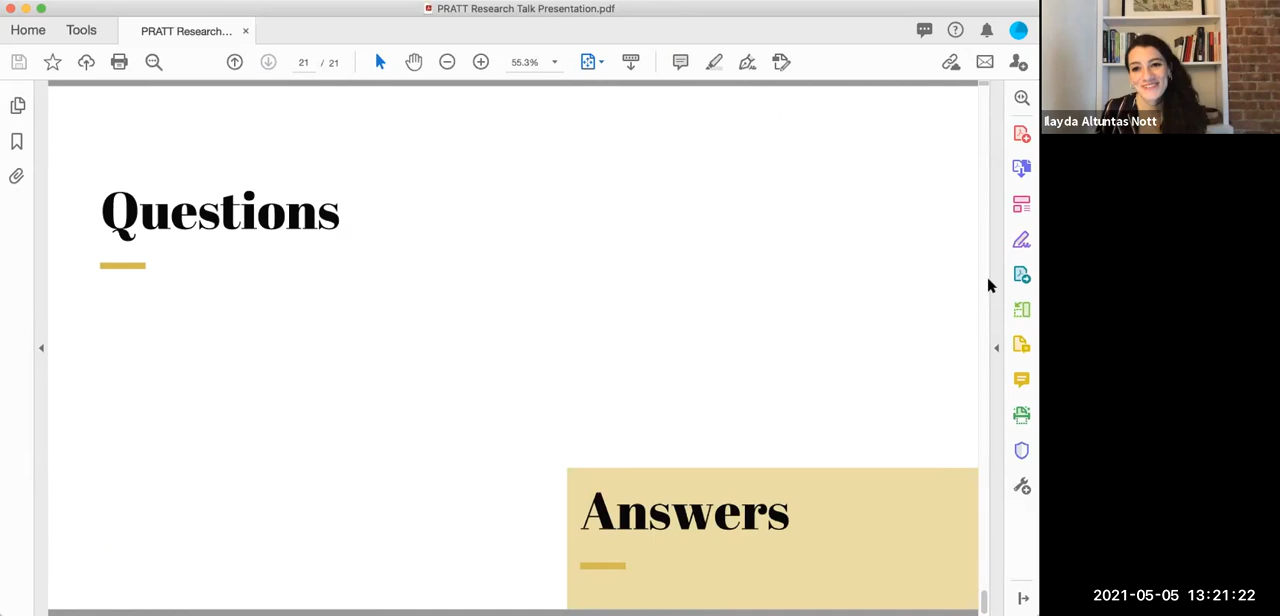 PRATT Research Talk Presentation.pdf
Home
Tools
PRATT Research... ×
21 / 21
55.3%
Ilayda Altuntas Nott
Questions
Answers
2021-05-05 13:21:22